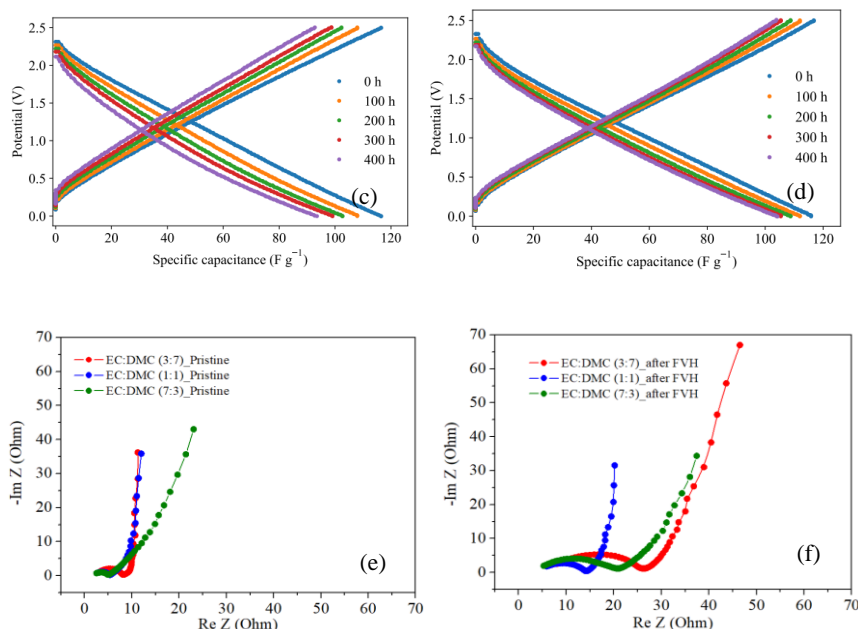 2.5
2.0
1.5
1.0
0.5
0.0
Potential (V)
0 h
100 h
200 h
300 h
400 h
(c)
0 20 40 60 80 100 120
Specific capacitance (F g⁻¹)
2.5
2.0
1.5
1.0
0.5
0.0
Potential (V)
0 h
100 h
200 h
300 h
400 h
(d)
0 20 40 60 80 100 120
Specific capacitance (F g⁻¹)
70
60
50
40
30
20
10
0
-Im Z (Ohm)
EC:DMC (3:7)_Pristine
EC:DMC (1:1)_Pristine
EC:DMC (7:3)_Pristine
(e)
0 10 20 30 40 50 60 70
Re Z (Ohm)
70
60
50
40
30
20
10
0
-Im Z (Ohm)
EC:DMC (3:7)_after FVH
EC:DMC (1:1)_after FVH
EC:DMC (7:3)_after FVH
(f)
0 10 20 30 40 50 60 70
Re Z (Ohm)